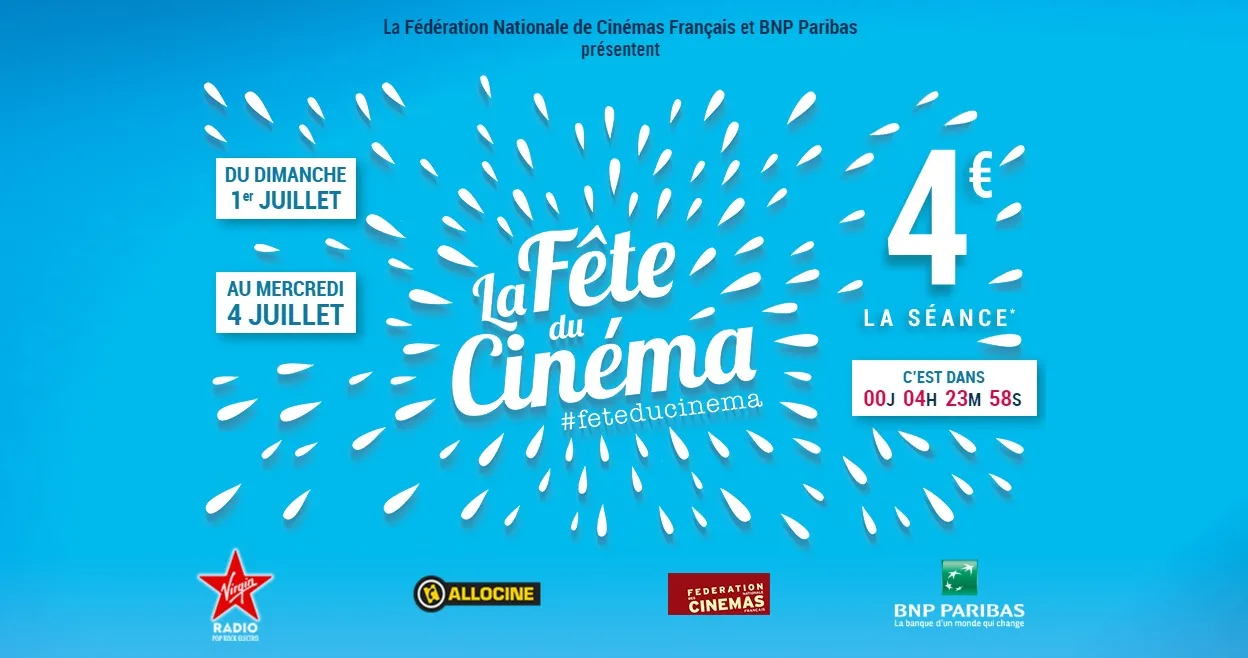 La Fédération Nationale de Cinémas Français et BNP Paribas
présentent
DU DIMANCHE
1er JUILLET
AU MERCREDI
4 JUILLET
La Fête
du
Cinéma
#feteducinema
4€
LA SÉANCE*
C'EST DANS
00J 04H 23M 58S
Virgin
RADIO
POP ROCK ELECTRO
ALLOCINE
FEDERATION
DES NATIONALE
CINEMAS
FRANÇAIS
BNP PARIBAS
La banque d'un monde qui change